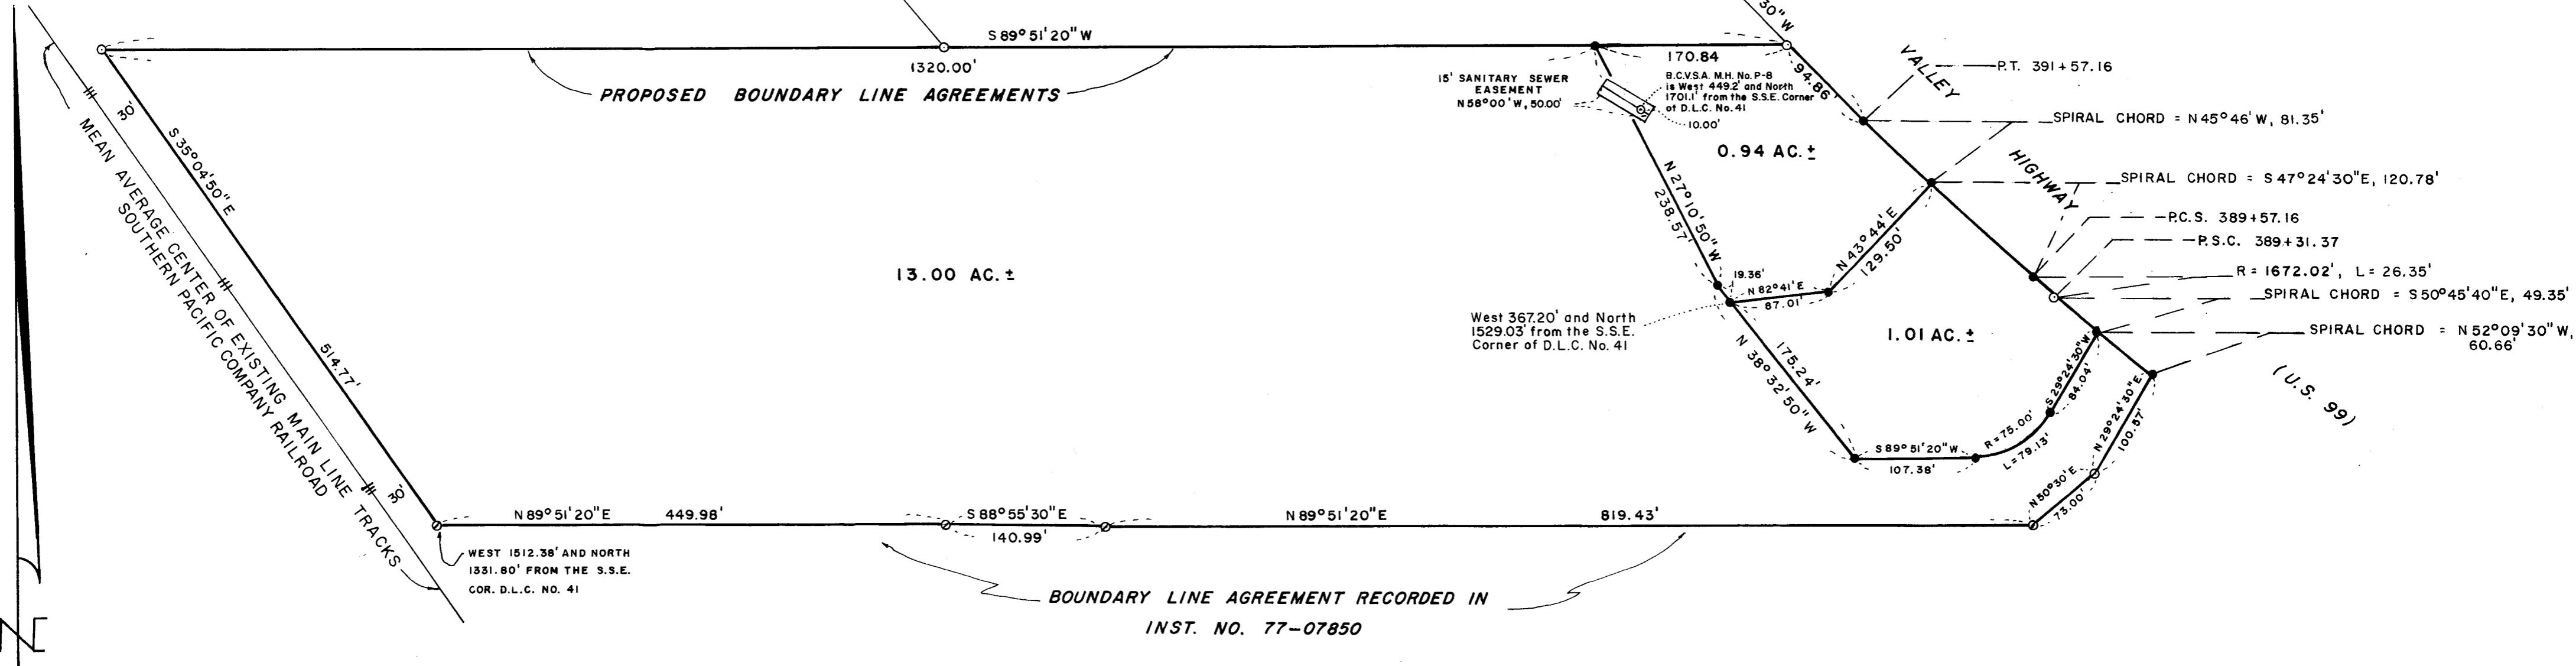 30" W
S 89° 51' 20" W
1320.00'
170.84
94.86'
PROPOSED BOUNDARY LINE AGREEMENTS
15' SANITARY SEWER
EASEMENT
N 58°00' W, 50.00'
B.C.V.S.A. M.H. No. P-8
is West 449.2' and North
1701.1' from the S.S.E. Corner
of D.L.C. No. 41
10.00'
VALLEY
HIGHWAY
(U.S. 99)
P.T. 391+57.16
SPIRAL CHORD = N 45°46' W, 81.35'
SPIRAL CHORD = S 47°24'30" E, 120.78'
P.C.S. 389+57.16
P.S.C. 389+31.37
R = 1672.02', L = 26.35'
SPIRAL CHORD = S 50°45'40" E, 49.35'
SPIRAL CHORD = N 52°09'30" W,
60.66'
0.94 AC. ±
30'
S 35°04'50" E
514.77'
MEAN AVERAGE CENTER OF EXISTING MAIN LINE TRACKS
SOUTHERN PACIFIC COMPANY RAILROAD
30'
13.00 AC. ±
N 27°10'50" W
238.57'
N 43°44' E
129.50'
19.36'
N 82°41' E
87.01'
West 367.20' and North
1529.03' from the S.S.E.
Corner of D.L.C. No. 41
1.01 AC. ±
175.24'
N 38°32'50" W
S 29°24'30" W
84.04'
R = 75.00'
L = 79.13'
N 29°24'30" E
100.57'
S 89°51'20" W
107.38'
N 50°30' E
73.00'
N 89°51'20" E 449.98'
S 88°55'30" E
140.99'
N 89°51'20" E 819.43'
WEST 1512.38' AND NORTH
1331.80' FROM THE S.S.E.
COR. D.L.C. NO. 41
BOUNDARY LINE AGREEMENT RECORDED IN
INST. NO. 77-07850
N